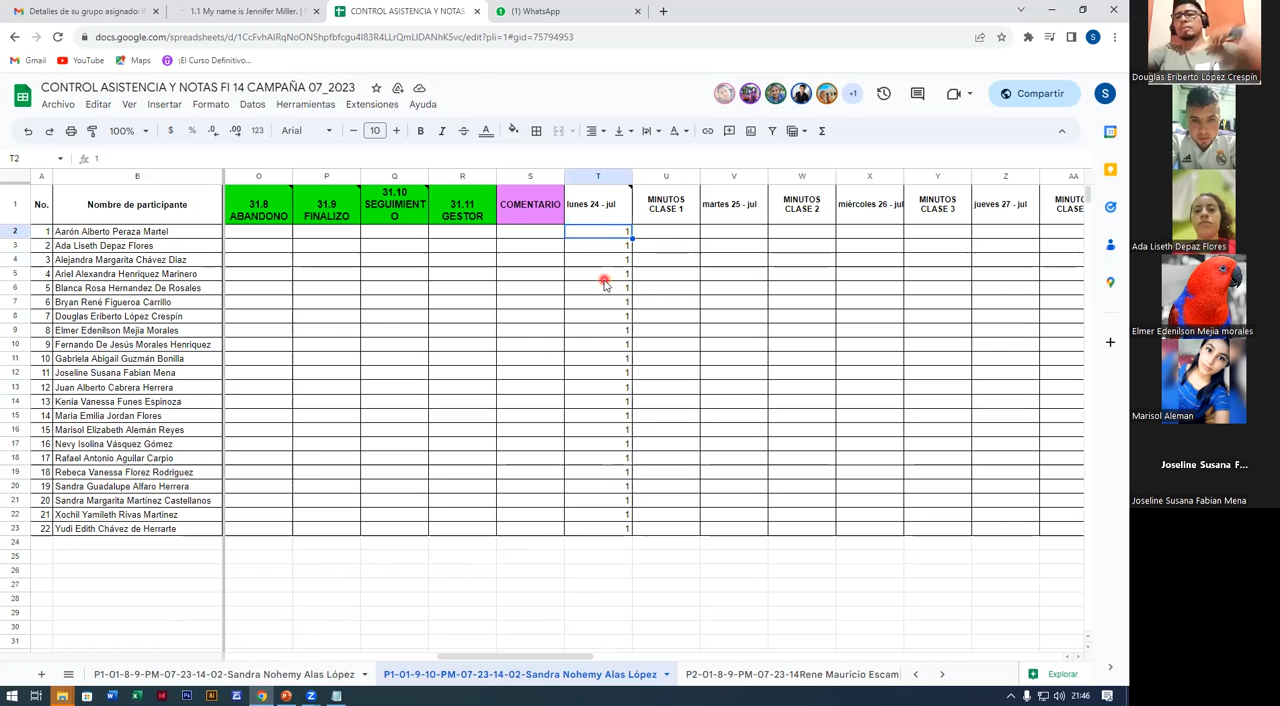 Detalles de su grupo asignado:
1.1 My name is Jennifer Miller.
CONTROL ASISTENCIA Y NOTAS
(1) WhatsApp
docs.google.com/spreadsheets/d/1CcFvhAIRqNoON5hpfbfcgu4I83R4LLrQmLIDANhK5vc/edit?pli=1#gid=75794953
S
Gmail
YouTube
Maps
¡El Curso Definitivo...
CONTROL ASISTENCIA Y NOTAS FI 14 CAMPAÑA 07_2023
Archivo Editar Ver Insertar Formato Datos Herramientas Extensiones Ayuda
+1
Compartir
S
100%
$ % .0 .00 123
Arial
10
B I
T2
fx 1
A B O P Q R S T U V W X Y Z AA
1 No. Nombre de participante 31.8 ABANDONO 31.9 FINALIZO 31.10 SEGUIMIENTO 31.11 GESTOR COMENTARIO lunes 24 - jul MINUTOS CLASE 1 martes 25 - jul MINUTOS CLASE 2 miércoles 26 - jul MINUTOS CLASE 3 jueves 27 - jul MINUTOS CLASE
2 1 Aarón Alberto Peraza Martel 1
3 2 Ada Liseth Depaz Flores 1
4 3 Alejandra Margarita Chávez Diaz 1
5 4 Ariel Alexandra Henriquez Marinero 1
6 5 Blanca Rosa Hernandez De Rosales 1
7 6 Bryan René Figueroa Carrillo 1
8 7 Douglas Eriberto López Crespín 1
9 8 Elmer Edenilson Mejia Morales 1
10 9 Fernando De Jesús Morales Henriquez 1
11 10 Gabriela Abigail Guzmán Bonilla 1
12 11 Joseline Susana Fabian Mena 1
13 12 Juan Alberto Cabrera Herrera 1
14 13 Kenia Vanessa Funes Espinoza 1
15 14 Maria Emilia Jordan Flores 1
16 15 Marisol Elizabeth Alemán Reyes 1
17 16 Nevy Isolina Vásquez Gómez 1
18 17 Rafael Antonio Aguilar Carpio 1
19 18 Rebeca Vanessa Florez Rodriguez 1
20 19 Sandra Guadalupe Alfaro Herrera 1
21 20 Sandra Margarita Martínez Castellanos 1
22 21 Xochil Yamileth Rivas Martinez 1
23 22 Yudi Edith Chávez de Herrarte 1
24
25
26
27
28
29
30
31
P1-01-8-9-PM-07-23-14-02-Sandra Nohemy Alas López
P1-01-9-10-PM-07-23-14-02-Sandra Nohemy Alas López
P2-01-8-9-PM-07-23-14Rene Mauricio Escam
Explorar
21:46
Douglas Eriberto López Crespín
Ada Liseth Depaz Flores
Elmer Edenilson Mejia morales
Marisol Aleman
Joseline Susana F...
Joseline Susana Fabian Mena